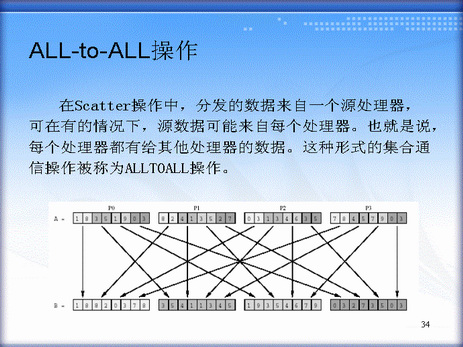 ALL-to-ALL操作
在Scatter操作中，分发的数据来自一个源处理器，
可在有的情况下，源数据可能来自每个处理器。也就是说，
每个处理器都有给其他处理器的数据。这种形式的集合通
信操作被称为ALLTOALL操作。
P0 P1 P2 P3
A =
B =
34